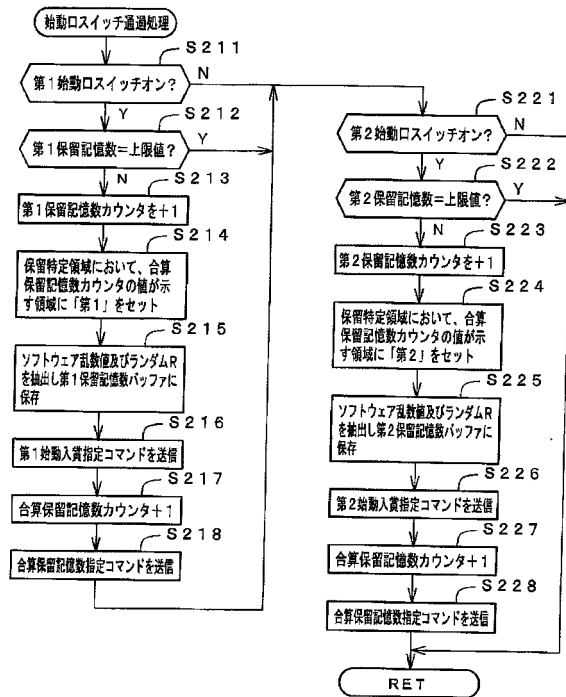 始動口スイッチ通過処理
S211
第1始動口スイッチオン?
N
Y
S212
第1保留記憶数=上限値?
Y
N
S213
第1保留記憶数カウンタを+1
S214
保留特定領域において、合算
保留記憶数カウンタの値が示
す領域に「第1」をセット
S215
ソフトウェア乱数値及びランダムR
を抽出し第1保留記憶数バッファに
保存
S216
第1始動入賞指定コマンドを送信
S217
合算保留記憶数カウンタ+1
S218
合算保留記憶数指定コマンドを送信
S221
第2始動口スイッチオン?
N
Y
S222
第2保留記憶数=上限値?
Y
N
S223
第2保留記憶数カウンタを+1
S224
保留特定領域において、合算
保留記憶数カウンタの値が示
す領域に「第2」をセット
S225
ソフトウェア乱数値及びランダムR
を抽出し第2保留記憶数バッファに
保存
S226
第2始動入賞指定コマンドを送信
S227
合算保留記憶数カウンタ+1
S228
合算保留記憶数指定コマンドを送信
RET